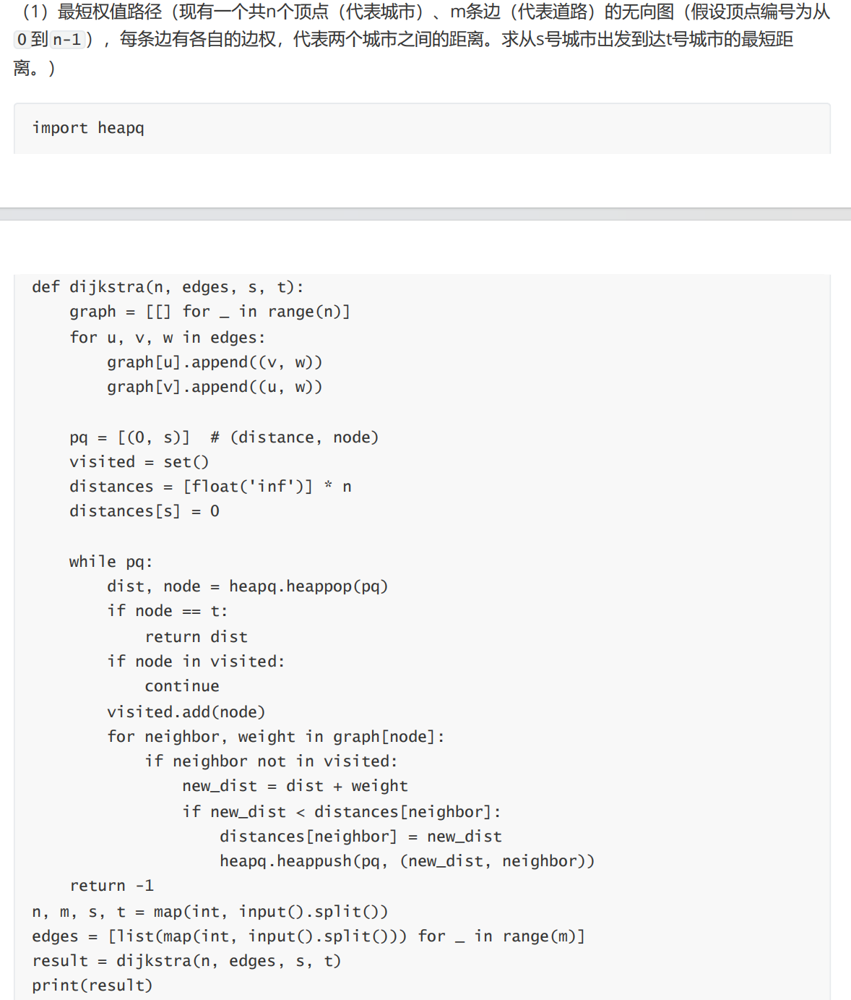 （1）最短权值路径（现有一个共n个顶点（代表城市）、m条边（代表道路）的无向图（假设顶点编号为从
0到n-1），每条边有各自的边权，代表两个城市之间的距离。求从s号城市出发到达t号城市的最短距
离。）
import heapq
def dijkstra(n, edges, s, t):
    graph = [[] for _ in range(n)]
    for u, v, w in edges:
        graph[u].append((v, w))
        graph[v].append((u, w))
    pq = [(0, s)]  # (distance, node)
    visited = set()
    distances = [float('inf')] * n
    distances[s] = 0
    while pq:
        dist, node = heapq.heappop(pq)
        if node == t:
            return dist
        if node in visited:
            continue
        visited.add(node)
        for neighbor, weight in graph[node]:
            if neighbor not in visited:
                new_dist = dist + weight
                if new_dist < distances[neighbor]:
                    distances[neighbor] = new_dist
                    heapq.heappush(pq, (new_dist, neighbor))
    return -1
n, m, s, t = map(int, input().split())
edges = [list(map(int, input().split())) for _ in range(m)]
result = dijkstra(n, edges, s, t)
print(result)